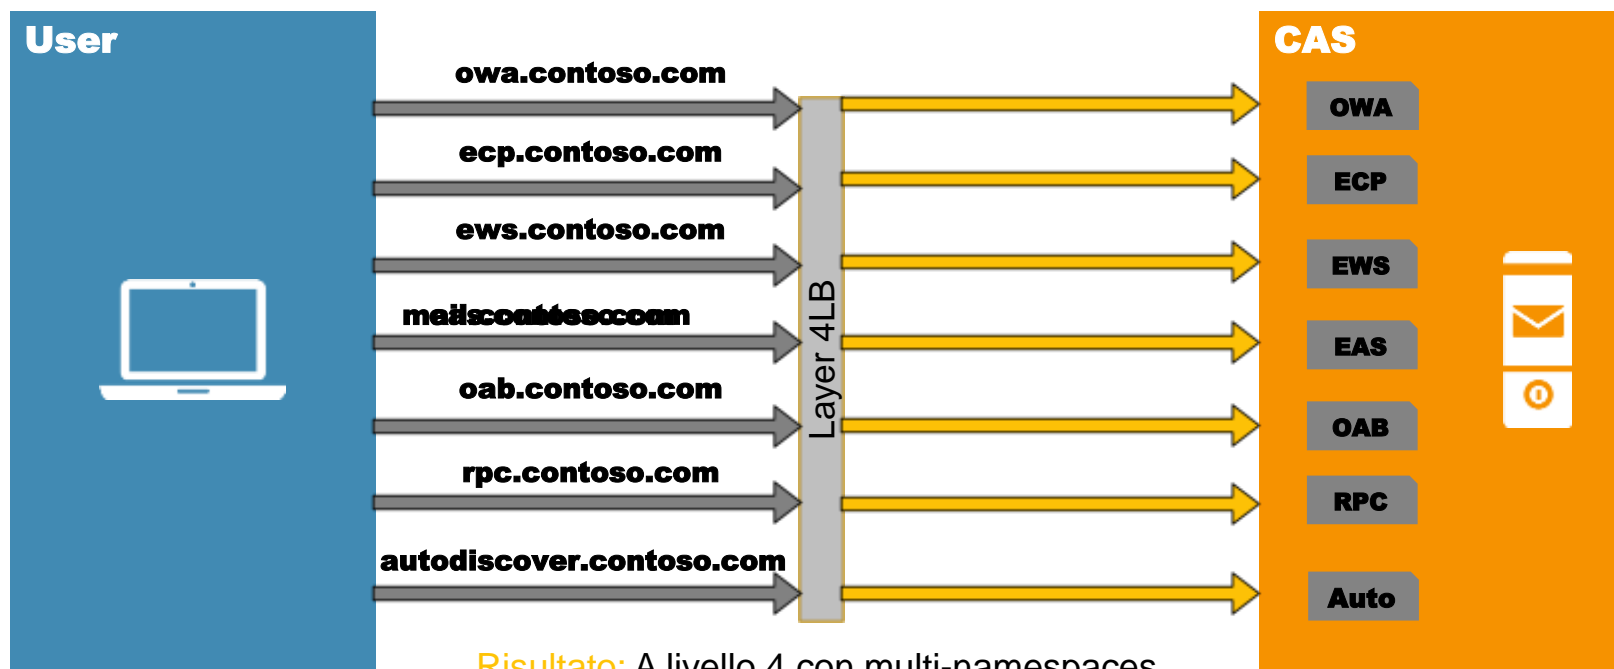 User
CAS
owa.contoso.com
OWA
ecp.contoso.com
ECP
ews.contoso.com
EWS
Layer 4LB
EAS
oab.contoso.com
OAB
rpc.contoso.com
RPC
autodiscover.contoso.com
Auto
Risultato: A livello 4 con multi-namespaces